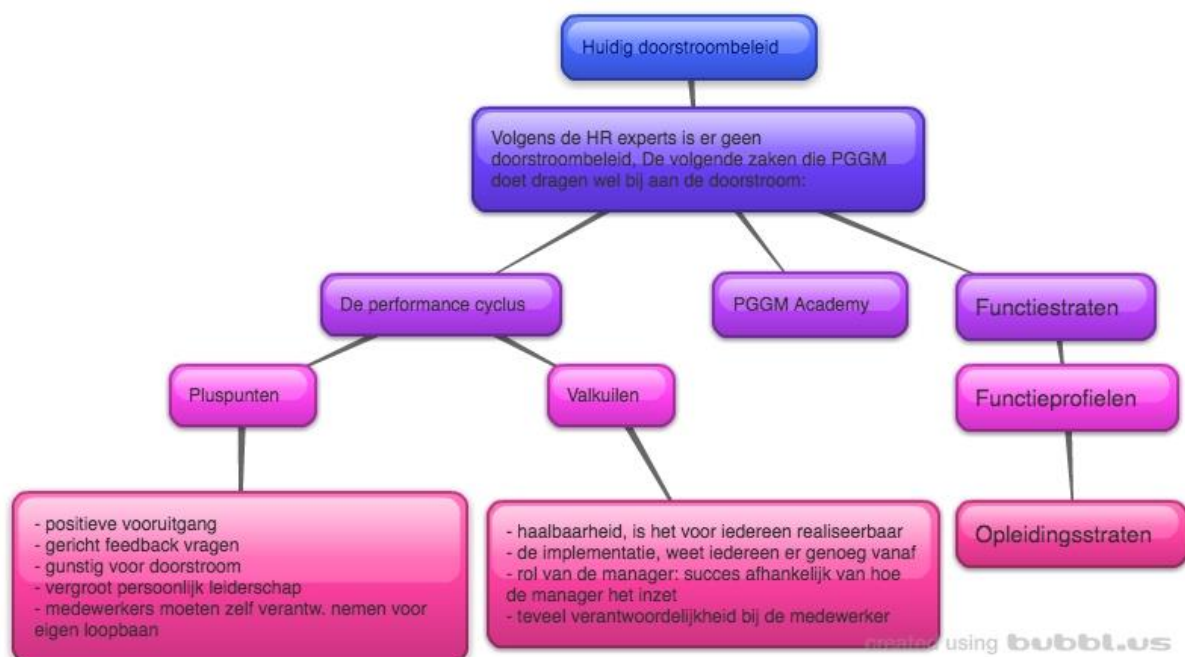 Huidig doorstroombeleid
Volgens de HR experts is er geen
doorstroombeleid, De volgende zaken die PGGM
doet dragen wel bij aan de doorstroom:
De performance cyclus
PGGM Academy
Functiestraten
Pluspunten
Valkuilen
Functieprofielen
- positieve vooruitgang
- gericht feedback vragen
- gunstig voor doorstroom
- vergroot persoonlijk leiderschap
- medewerkers moeten zelf verantw. nemen voor
eigen loopbaan
- haalbaarheid, is het voor iedereen realiseerbaar
- de implementatie, weet iedereen er genoeg vanaf
- rol van de manager: succes afhankelijk van hoe
de manager het inzet
- teveel verantwoordelijkheid bij de medewerker
Opleidingsstraten
created using bubbl.us